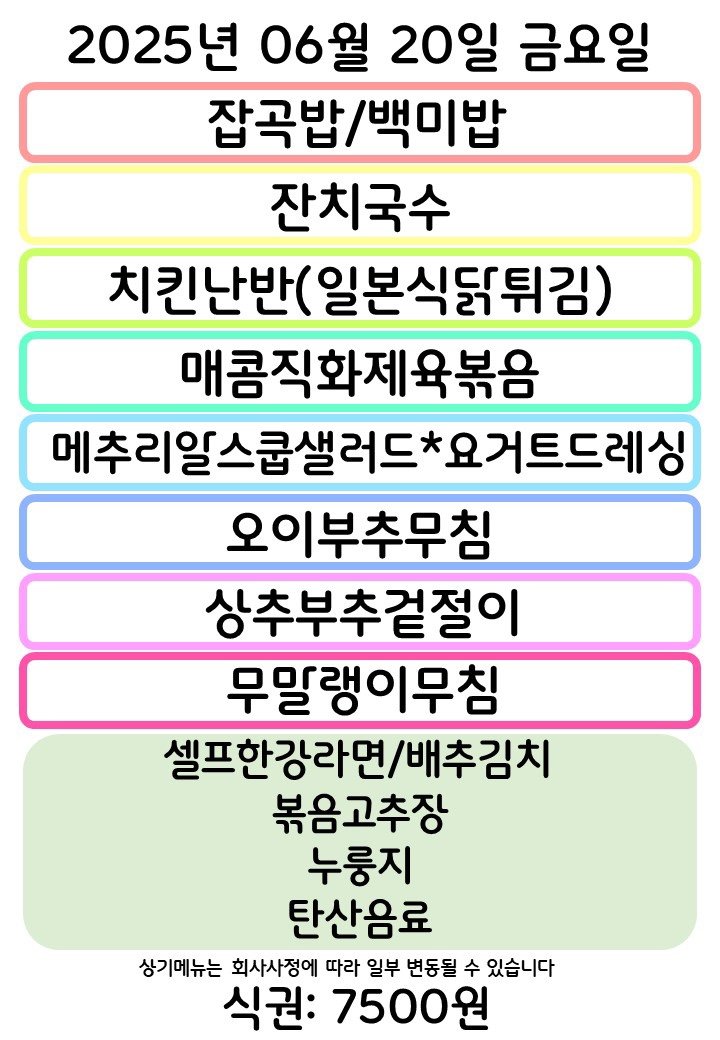 2025년 06월 20일 금요일
잡곡밥/백미밥
잔치국수
치킨난반(일본식닭튀김)
매콤직화제육볶음
메추리알스쿱샐러드*요거트드레싱
오이부추무침
상추부추겉절이
무말랭이무침
셀프한강라면/배추김치
볶음고추장
누룽지
탄산음료
상기메뉴는 회사사정에 따라 일부 변동될 수 있습니다
식권: 7500원